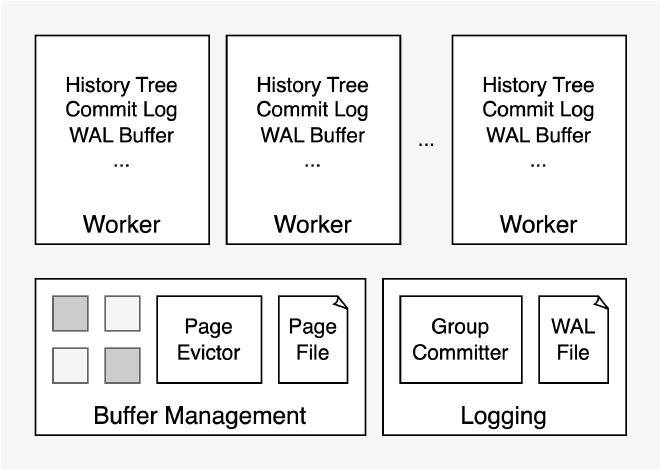 History Tree
Commit Log
WAL Buffer
...
Worker
History Tree
Commit Log
WAL Buffer
...
Worker
...
History Tree
Commit Log
WAL Buffer
...
Worker
Page
Evictor
Page
File
Buffer Management
Group
Committer
WAL
File
Logging